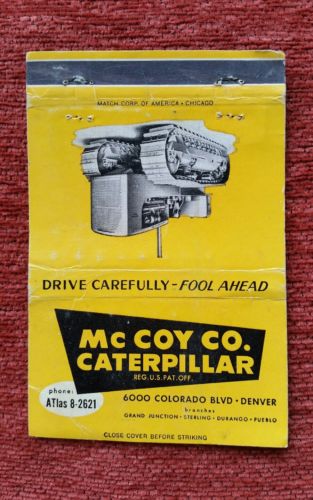 MATCH CORP. OF AMERICA • CHICAGO
DRIVE CAREFULLY - FOOL AHEAD
Mc COY CO.
CATERPILLAR
REG. U.S. PAT. OFF.
phone:
ATlas 8-2621
6000 COLORADO BLVD • DENVER
branches
GRAND JUNCTION • STERLING • DURANGO • PUEBLO
CLOSE COVER BEFORE STRIKING